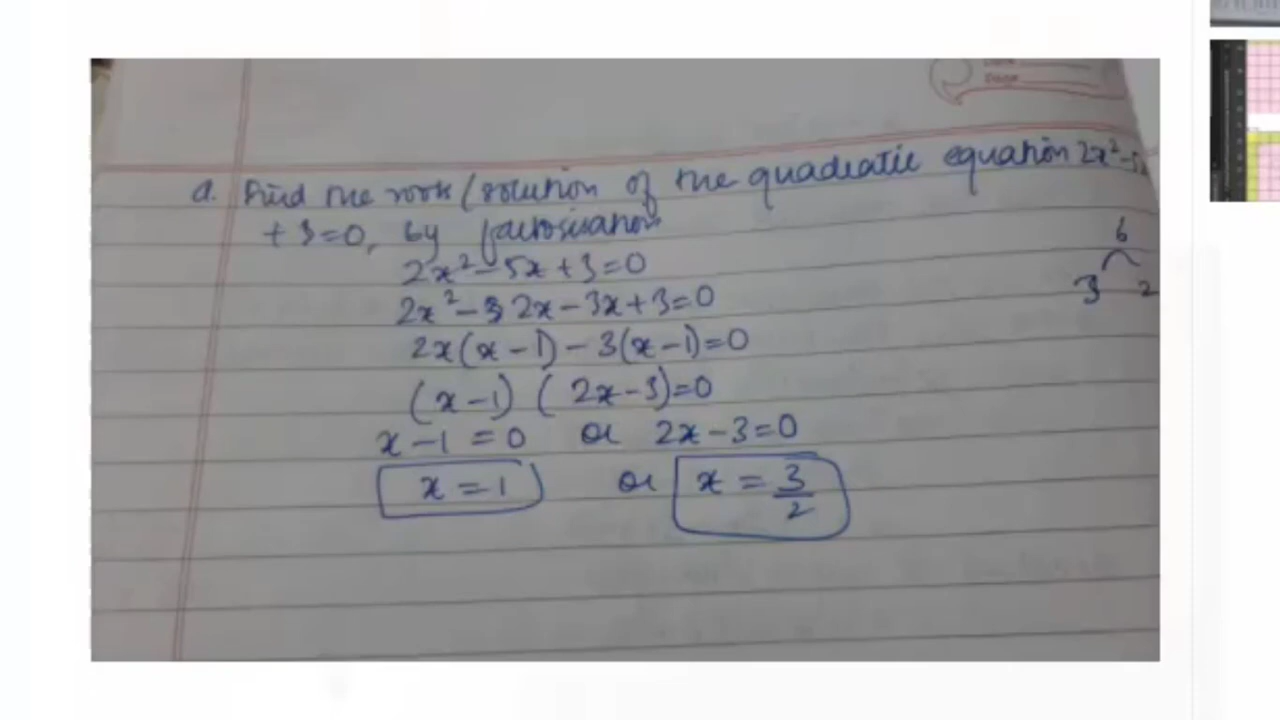 Date
Page
Q. Find the roots/solution of the quadratic equation 2x²-5x
+3=0, by factorisation
2x²-5x+3=0
6
2x²-2x-3x+3=0
3 2
2x(x-1)-3(x-1)=0
(x-1) (2x-3)=0
x-1=0 or 2x-3=0
x=1 or x=3/2